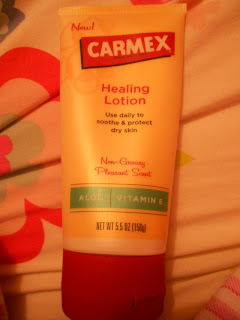 New!
CARMEX
Healing
Lotion
Use daily to
soothe & protect
dry skin
Non-Greasy
Pleasant Scent
ALOE VITAMIN E
NET WT 5.5 OZ (156g)